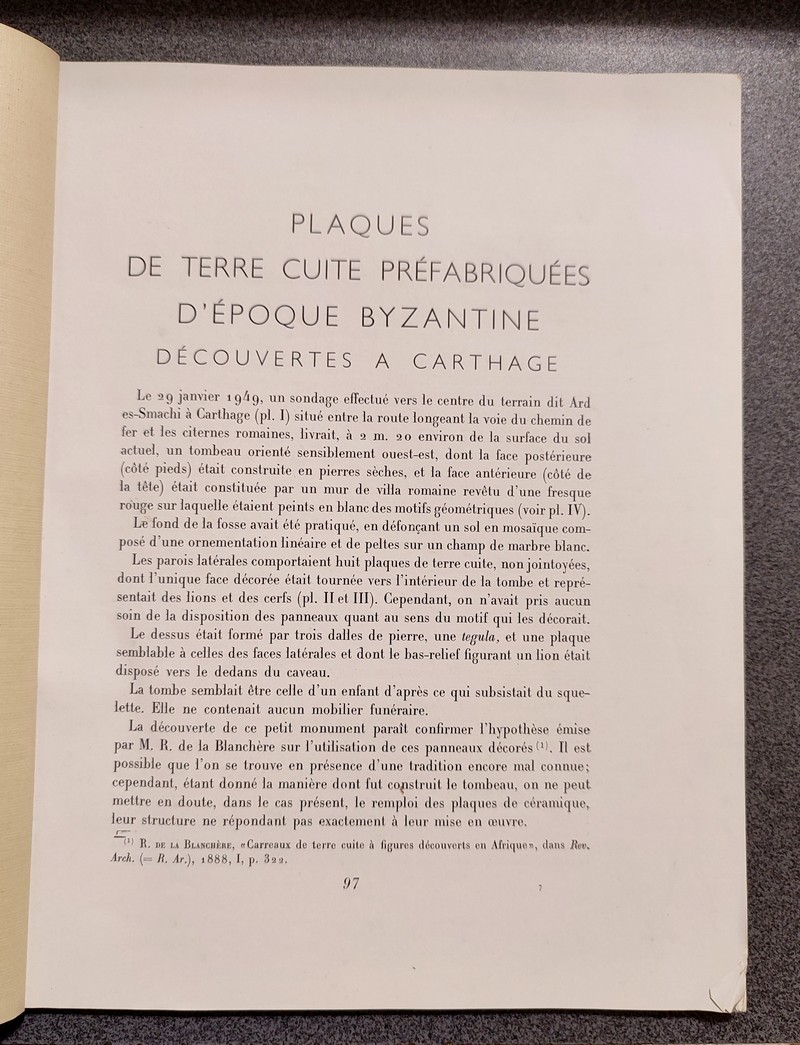 PLAQUES
DE TERRE CUITE PRÉFABRIQUÉES
D'ÉPOQUE BYZANTINE
DÉCOUVERTES A CARTHAGE
Le 29 janvier 1949, un sondage effectué vers le centre du terrain dit Ard
es-Smachi à Carthage (pl. I) situé entre la route longeant la voie du chemin de
fer et les citernes romaines, livrait, à 2 m. 20 environ de la surface du sol
actuel, un tombeau orienté sensiblement ouest-est, dont la face postérieure
(côté pieds) était construite en pierres sèches, et la face antérieure (côté de
la tête) était constituée par un mur de villa romaine revêtu d'une fresque
rouge sur laquelle étaient peints en blanc des motifs géométriques (voir pl. IV).
Le fond de la fosse avait été pratiqué, en défonçant un sol en mosaïque com-
posé d'une ornementation linéaire et de peltes sur un champ de marbre blanc.
Les parois latérales comportaient huit plaques de terre cuite, non jointoyées,
dont l'unique face décorée était tournée vers l'intérieur de la tombe et repré-
sentait des lions et des cerfs (pl. II et III). Cependant, on n'avait pris aucun
soin de la disposition des panneaux quant au sens du motif qui les décorait.
Le dessus était formé par trois dalles de pierre, une tegula, et une plaque
semblable à celles des faces latérales et dont le bas-relief figurant un lion était
disposé vers le dedans du caveau.
La tombe semblait être celle d'un enfant d'après ce qui subsistait du sque-
lette. Elle ne contenait aucun mobilier funéraire.
La découverte de ce petit monument paraît confirmer l'hypothèse émise
par M. R. de la Blanchère sur l'utilisation de ces panneaux décorés (1). Il est
possible que l'on se trouve en présence d'une tradition encore mal connue;
cependant, étant donné la manière dont fut construit le tombeau, on ne peut
mettre en doute, dans le cas présent, le remploi des plaques de céramique,
leur structure ne répondant pas exactement à leur mise en œuvre.
(1) R. DE LA BLANCHÈRE, «Carreaux de terre cuite à figures découverts en Afrique», dans Rev.
Arch. (= R. Ar.), 1888, I, p. 322.
97
7